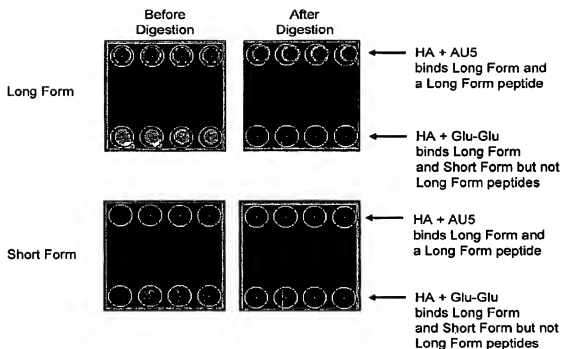 Before
Digestion
After
Digestion
Long Form
HA + AU5
binds Long Form and
a Long Form peptide
HA + Glu-Glu
binds Long Form
and Short Form but not
Long Form peptides
Short Form
HA + AU5
binds Long Form and
a Long Form peptide
HA + Glu-Glu
binds Long Form
and Short Form but not
Long Form peptides